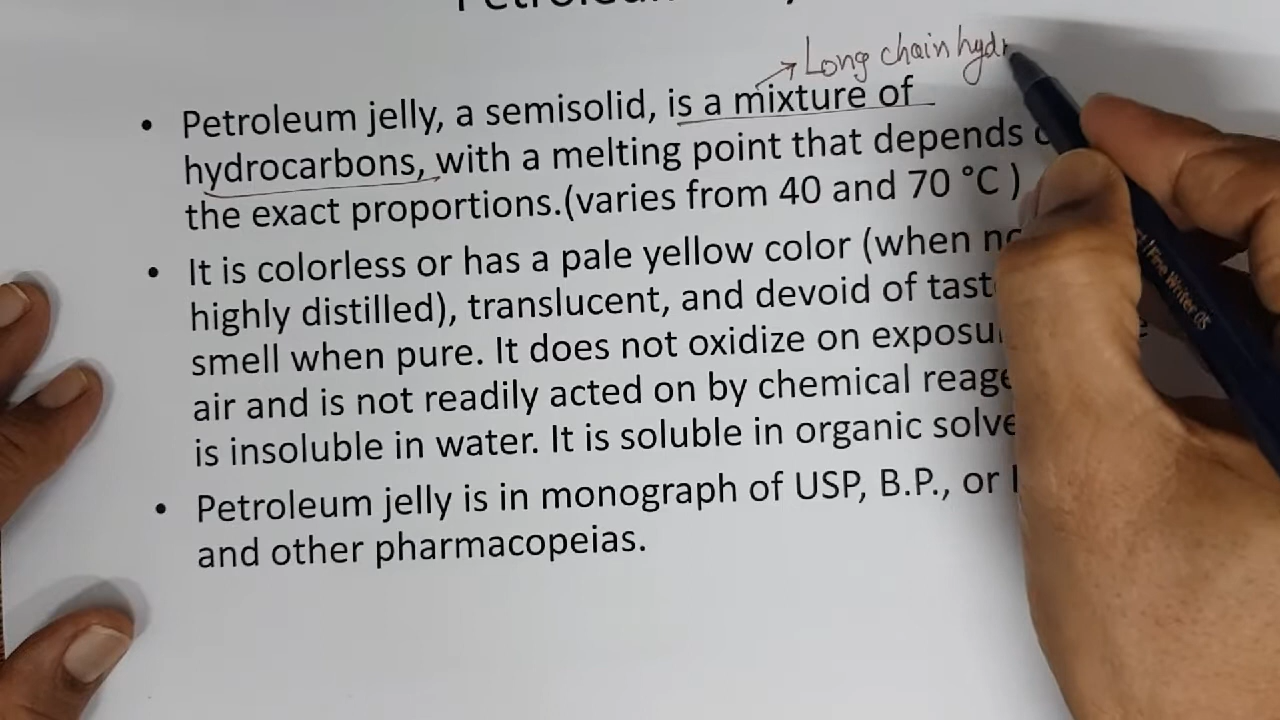 Long chain hyd
Petroleum jelly, a semisolid, is a mixture of
hydrocarbons, with a melting point that depends
the exact proportions.(varies from 40 and 70 °C )
It is colorless or has a pale yellow color (when
highly distilled), translucent, and devoid of
smell when pure. It does not oxidize on
air and is not readily acted on by chemical
is insoluble in water. It is soluble in organic
Petroleum jelly is in monograph of USP, B.P., or
and other pharmacopeias.